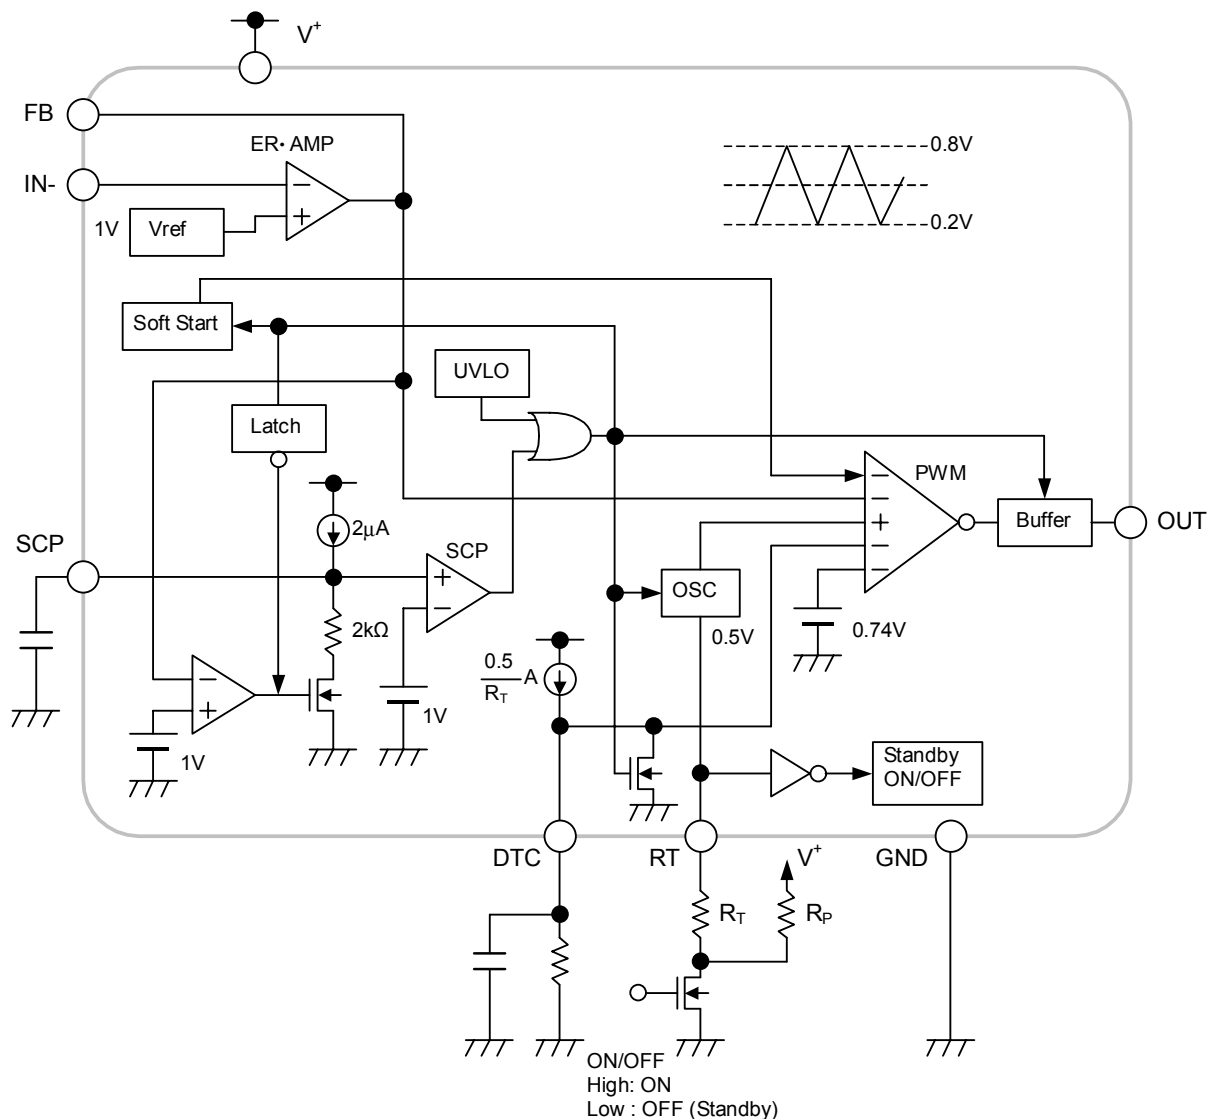 V+
FB
ER• AMP
0.8V
IN-
1V
Vref
0.2V
Soft Start
UVLO
Latch
PWM
2μA
Buffer
OUT
SCP
SCP
OSC
2kΩ
0.5V
0.74V
0.5
RT
A
1V
1V
Standby
ON/OFF
DTC
RT
V+
GND
RT
RP
ON/OFF
High: ON
Low : OFF (Standby)